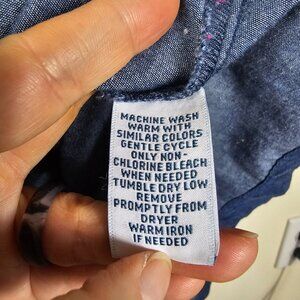 MACHINE WASH
WARM WITH
SIMILAR COLORS
GENTLE CYCLE
ONLY NON-
CHLORINE BLEACH
WHEN NEEDED
TUMBLE DRY LOW
REMOVE
PROMPTLY FROM
DRYER
WARM IRON
IF NEEDED